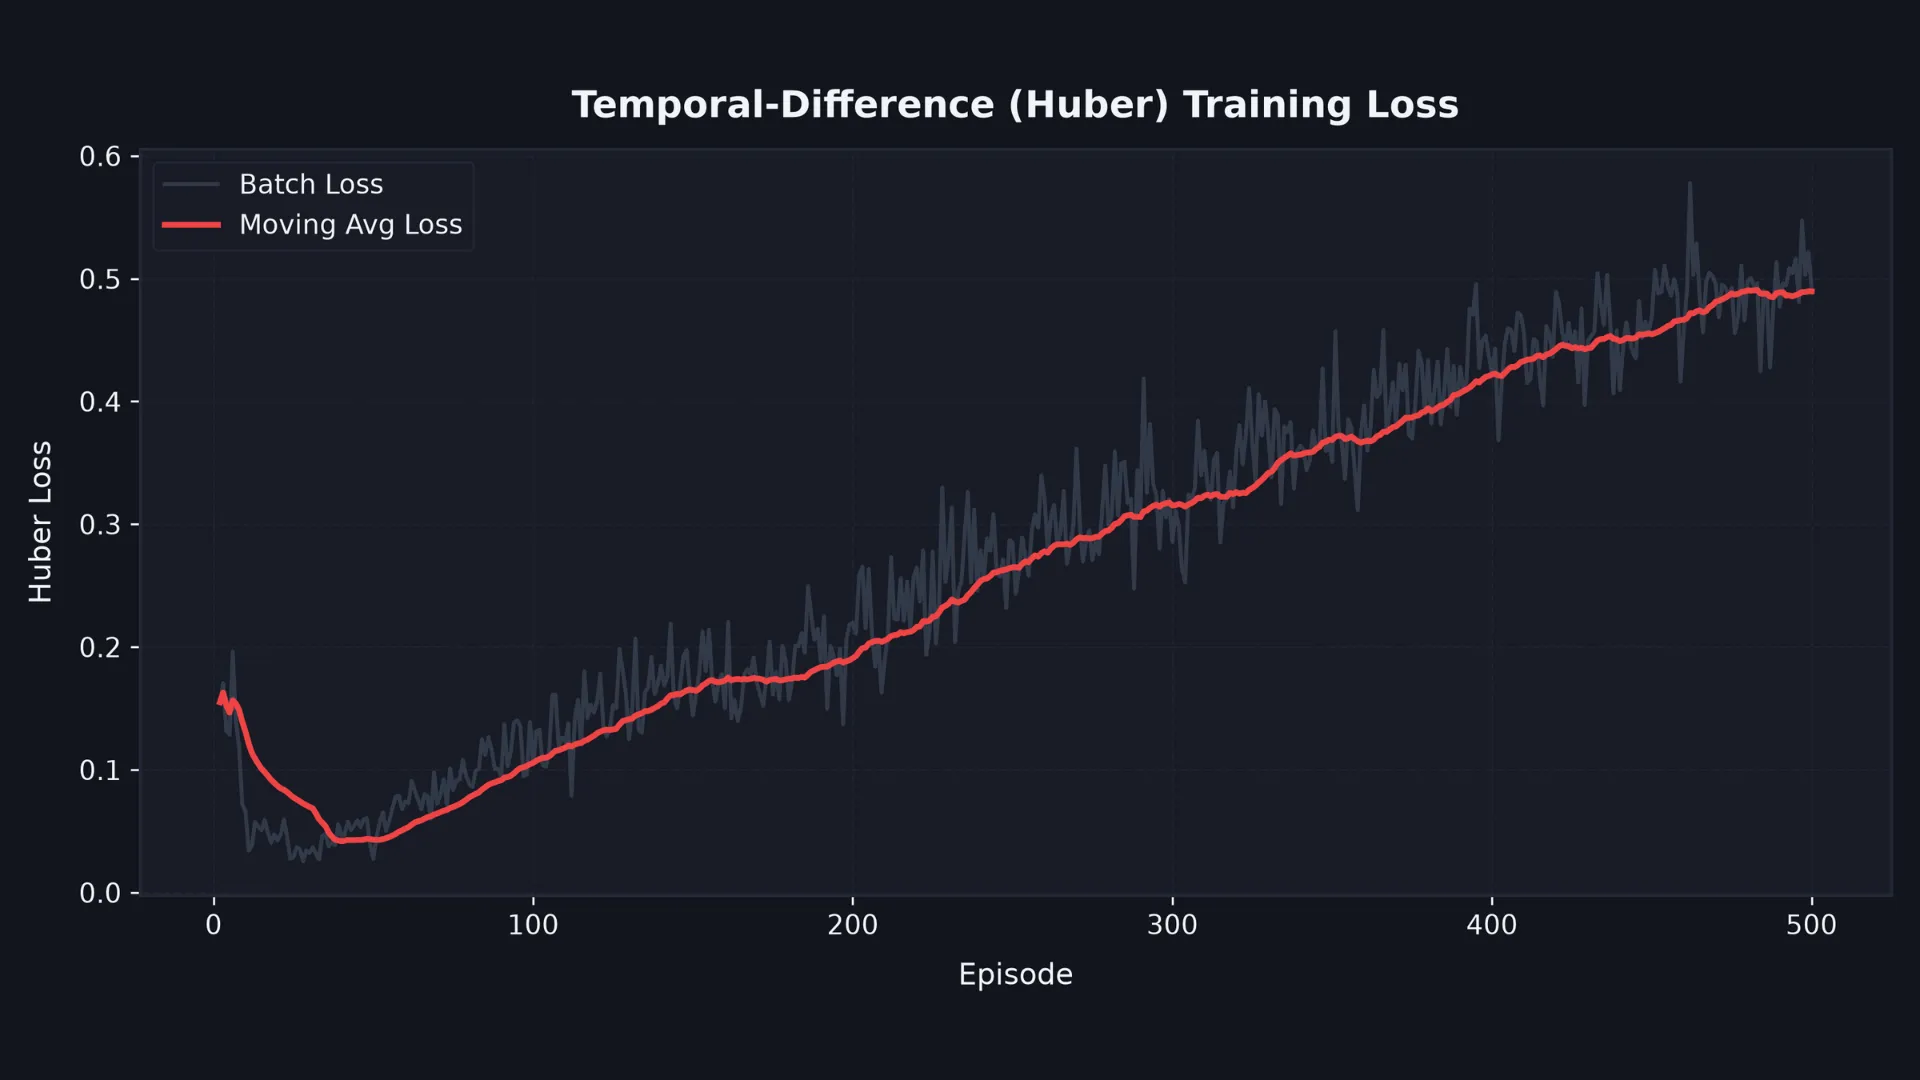 Temporal-Difference (Huber) Training Loss
Batch Loss
Moving Avg Loss
Huber Loss
0.6
0.5
0.4
0.3
0.2
0.1
0.0
0 100 200 300 400 500
Episode